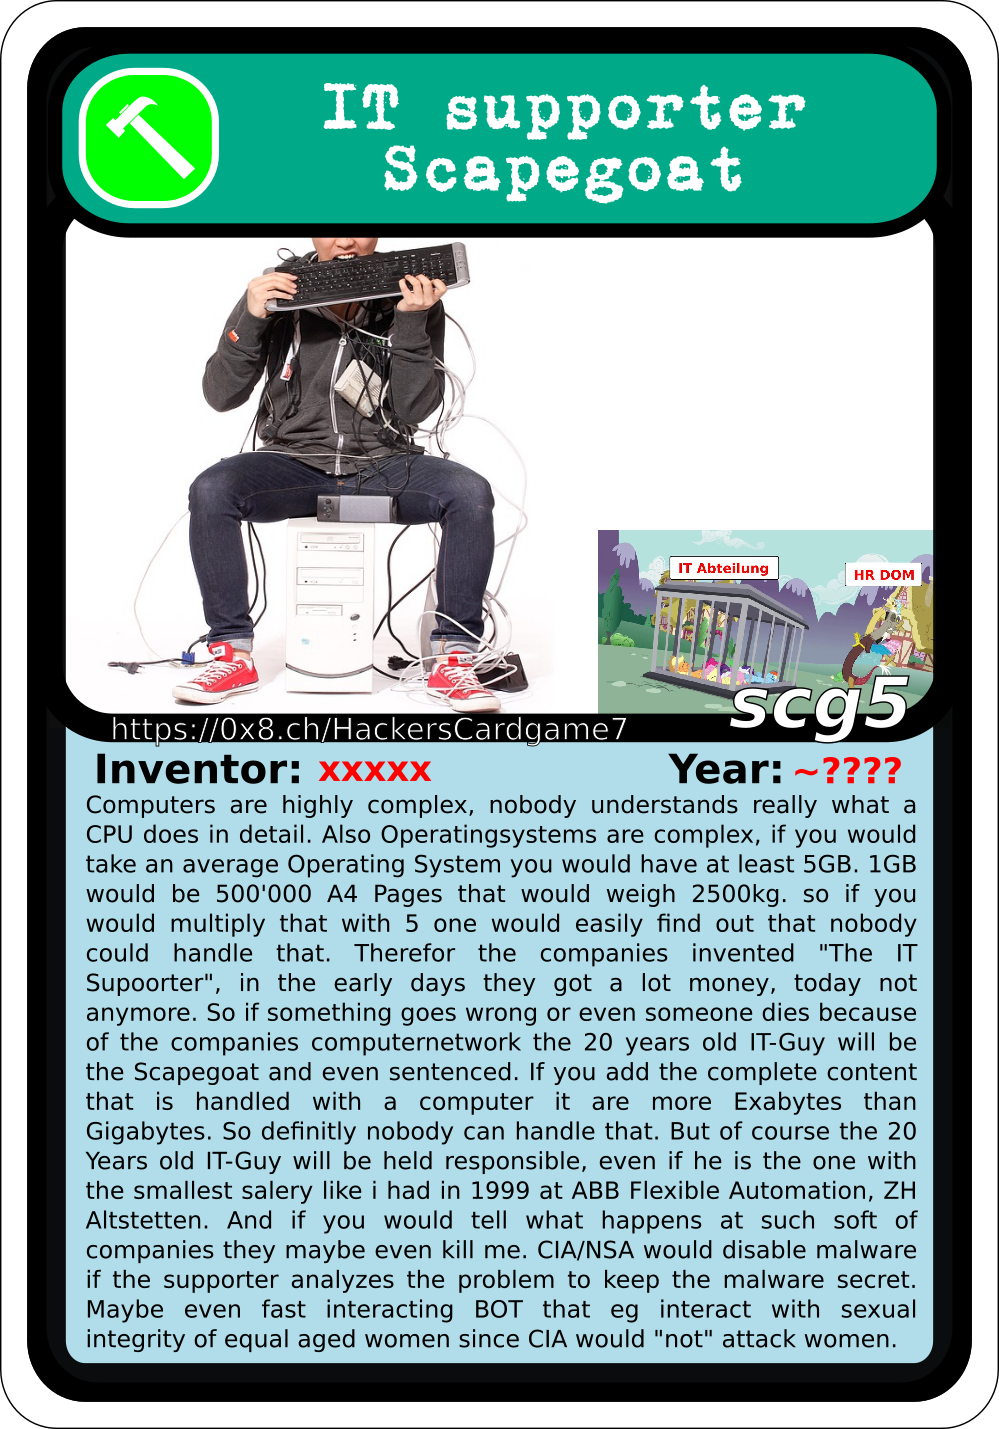 IT supporter
Scapegoat
IT Abteilung
HR DOM
scg5
https://0x8.ch/HackersCardgame7
Inventor: xxxxx Year: ~????
Computers are highly complex, nobody understands really what a
CPU does in detail. Also Operatingsystems are complex, if you would
take an average Operating System you would have at least 5GB. 1GB
would be 500'000 A4 Pages that would weigh 2500kg. so if you
would multiply that with 5 one would easily find out that nobody
could handle that. Therefor the companies invented "The IT
Supoorter", in the early days they got a lot money, today not
anymore. So if something goes wrong or even someone dies because
of the companies computernetwork the 20 years old IT-Guy will be
the Scapegoat and even sentenced. If you add the complete content
that is handled with a computer it are more Exabytes than
Gigabytes. So definitly nobody can handle that. But of course the 20
Years old IT-Guy will be held responsible, even if he is the one with
the smallest salery like i had in 1999 at ABB Flexible Automation, ZH
Altstetten. And if you would tell what happens at such soft of
companies they maybe even kill me. CIA/NSA would disable malware
if the supporter analyzes the problem to keep the malware secret.
Maybe even fast interacting BOT that eg interact with sexual
integrity of equal aged women since CIA would "not" attack women.